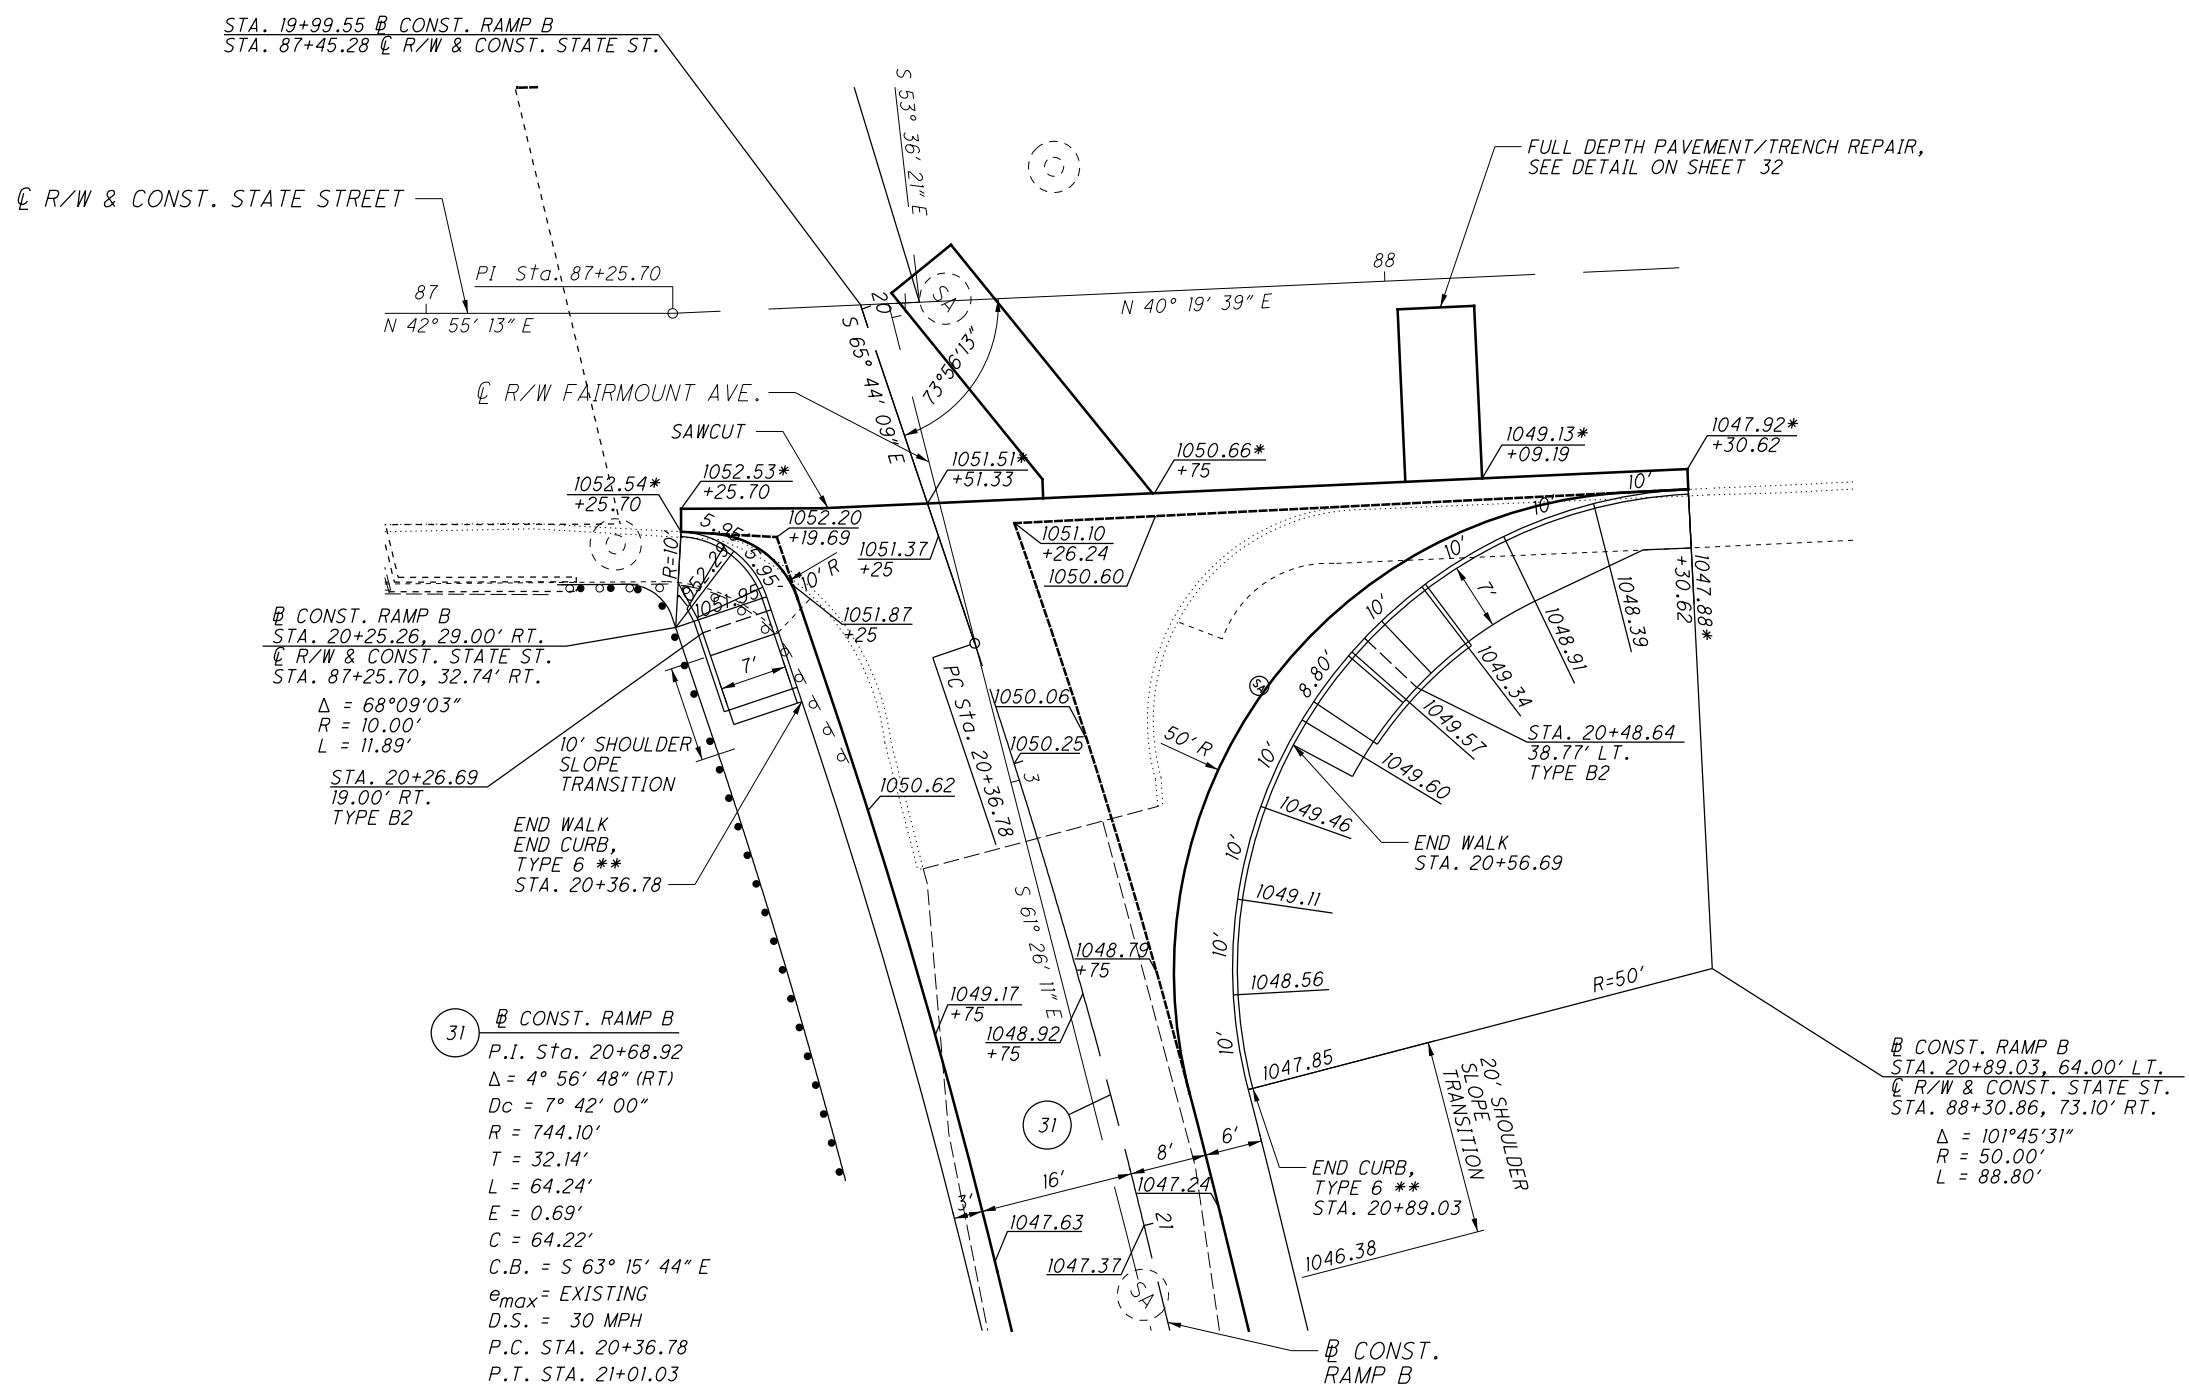 STA. 19+99.55 ⅊ CONST. RAMP B
STA. 87+45.28 ℄ R/W & CONST. STATE ST.
S 53° 36' 21" E
FULL DEPTH PAVEMENT/TRENCH REPAIR,
SEE DETAIL ON SHEET 32
℄ R/W & CONST. STATE STREET
PI Sta. 87+25.70
87
88
N 42° 55' 13" E
N 40° 19' 39" E
20
SA
S 65° 44' 09" E
73°56'13"
℄ R/W FAIRMOUNT AVE.
SAWCUT
1052.54*
+25.70
1052.53*
+25.70
1051.51*
+51.33
1050.66*
+75
1049.13*
+09.19
1047.92*
+30.62
10'
10'
10'
10'
8.80'
10'
10'
10'
10'
R=10'
5.95'
5.95'
1052.29
1051.95
10' R
1052.20
+19.69
1051.37
+25
1051.87
+25
1051.10
+26.24
1050.60
1047.88*
+30.62
1048.39
1048.91
1049.34
1049.57
1049.60
1049.46
1049.11
1048.56
1047.85
7'
7'
⅊ CONST. RAMP B
STA. 20+25.26, 29.00' RT.
℄ R/W & CONST. STATE ST.
STA. 87+25.70, 32.74' RT.
Δ = 68°09'03"
R = 10.00'
L = 11.89'
STA. 20+26.69
19.00' RT.
TYPE B2
10' SHOULDER
SLOPE
TRANSITION
END WALK
END CURB,
TYPE 6 **
STA. 20+36.78
PC Sta. 20+36.78
1050.06
1050.25
3
1050.62
50' R
SA
STA. 20+48.64
38.77' LT.
TYPE B2
END WALK
STA. 20+56.69
S 61° 26' 11" E
1048.79
+75
1049.17
+75
1048.92
+75
R=50'
31
⅊ CONST. RAMP B
P.I. Sta. 20+68.92
Δ = 4° 56' 48" (RT)
Dc = 7° 42' 00"
R = 744.10'
T = 32.14'
L = 64.24'
E = 0.69'
C = 64.22'
C.B. = S 63° 15' 44" E
emax = EXISTING
D.S. = 30 MPH
P.C. STA. 20+36.78
P.T. STA. 21+01.03
31
3'
16'
8'
6'
1047.24
1047.63
1047.37
21
SA
END CURB,
TYPE 6 **
STA. 20+89.03
20' SHOULDER
SLOPE
TRANSITION
1046.38
⅊ CONST. RAMP B
STA. 20+89.03, 64.00' LT.
℄ R/W & CONST. STATE ST.
STA. 88+30.86, 73.10' RT.
Δ = 101°45'31"
R = 50.00'
L = 88.80'
⅊ CONST.
RAMP B